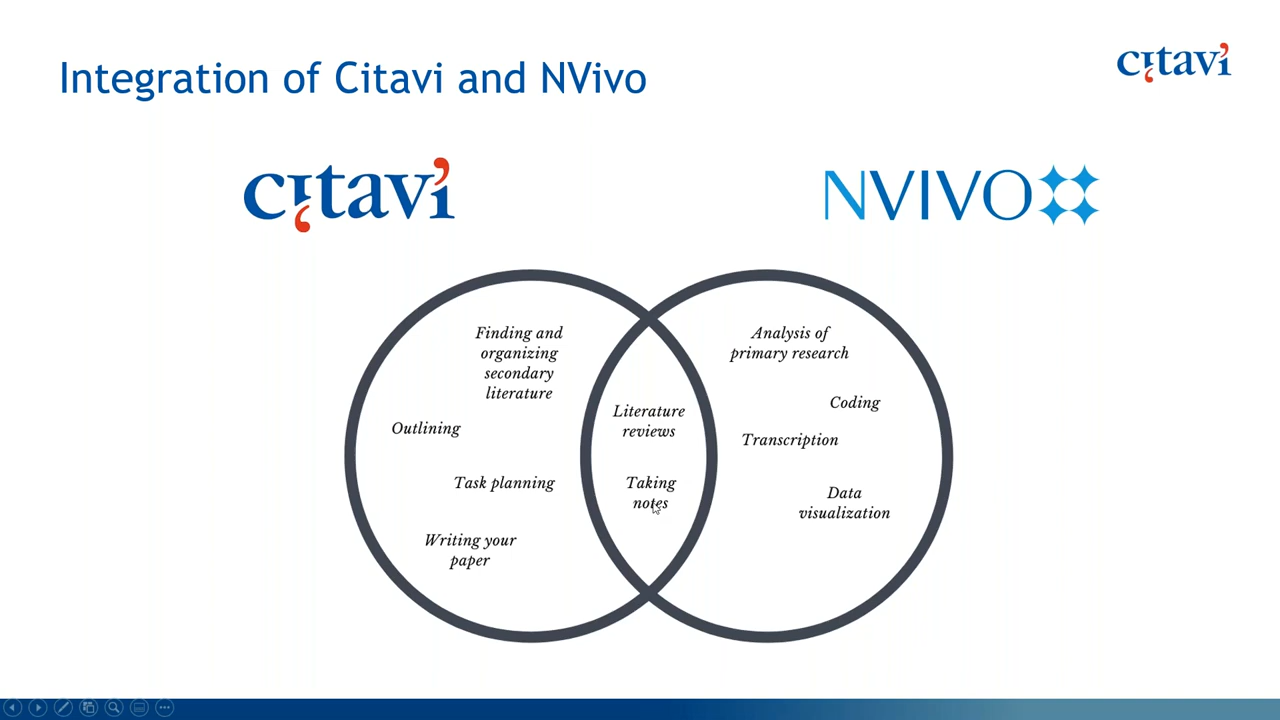 Integration of Citavi and NVivo
citavi
citavi
NVIVO
Finding and
organizing
secondary
literature
Outlining
Task planning
Writing your
paper
Literature
reviews
Taking
notes
Analysis of
primary research
Coding
Transcription
Data
visualization